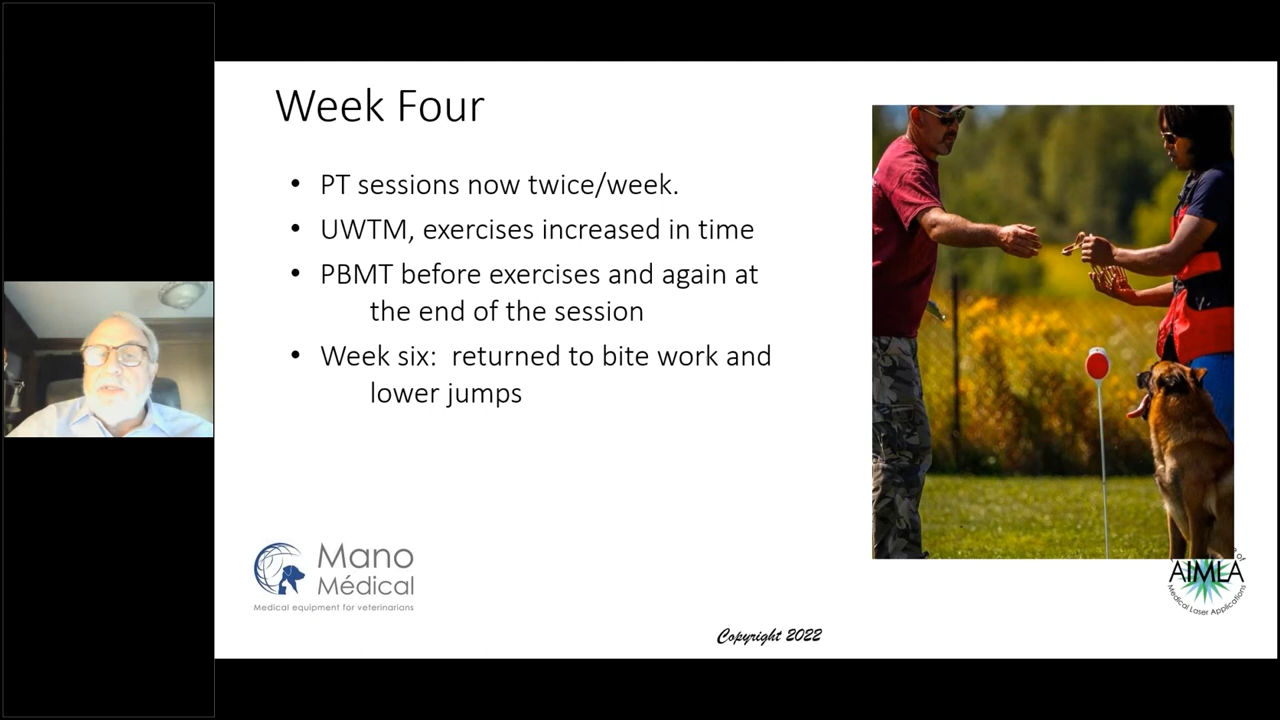 Week Four
• PT sessions now twice/week.
• UWTM, exercises increased in time
• PBMT before exercises and again at
the end of the session
• Week six:  returned to bite work and
lower jumps
Mano
Médical
Medical equipment for veterinarians
of
AIMLA
Medical Laser Applications
Copyright 2022